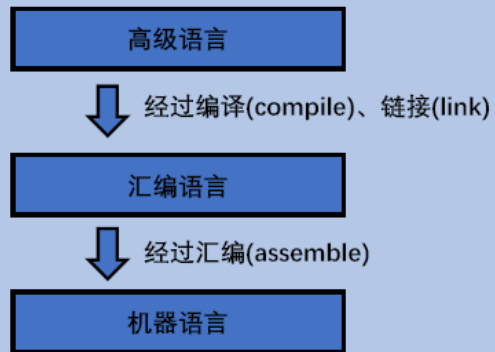 高级语言
经过编译(compile)、链接(link)
汇编语言
经过汇编(assemble)
机器语言